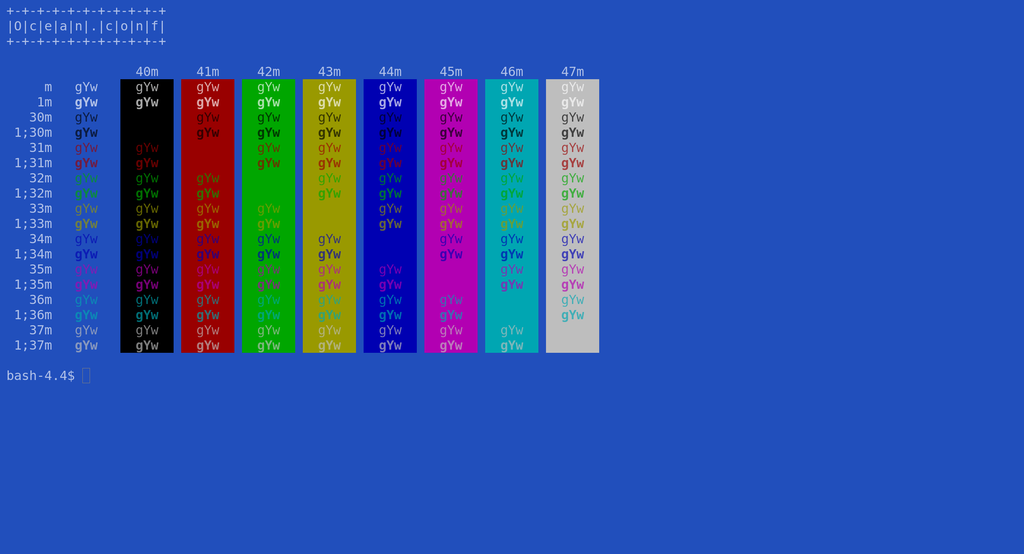 +-+-+-+-+-+-+-+-+-+-+
|O|c|e|a|n|.|c|o|n|f|
+-+-+-+-+-+-+-+-+-+-+
40m 41m 42m 43m 44m 45m 46m 47m
m gYw gYw gYw gYw gYw gYw gYw gYw gYw
1m gYw gYw gYw gYw gYw gYw gYw gYw gYw
30m gYw gYw gYw gYw gYw gYw gYw gYw
1;30m gYw gYw gYw gYw gYw gYw gYw gYw
31m gYw gYw gYw gYw gYw gYw gYw gYw
1;31m gYw gYw gYw gYw gYw gYw gYw gYw
32m gYw gYw gYw gYw gYw gYw gYw gYw
1;32m gYw gYw gYw gYw gYw gYw gYw gYw
33m gYw gYw gYw gYw gYw gYw gYw gYw
1;33m gYw gYw gYw gYw gYw gYw gYw gYw
34m gYw gYw gYw gYw gYw gYw gYw gYw
1;34m gYw gYw gYw gYw gYw gYw gYw gYw
35m gYw gYw gYw gYw gYw gYw gYw gYw
1;35m gYw gYw gYw gYw gYw gYw gYw gYw
36m gYw gYw gYw gYw gYw gYw gYw gYw
1;36m gYw gYw gYw gYw gYw gYw gYw gYw
37m gYw gYw gYw gYw gYw gYw gYw gYw
1;37m gYw gYw gYw gYw gYw gYw gYw gYw
bash-4.4$